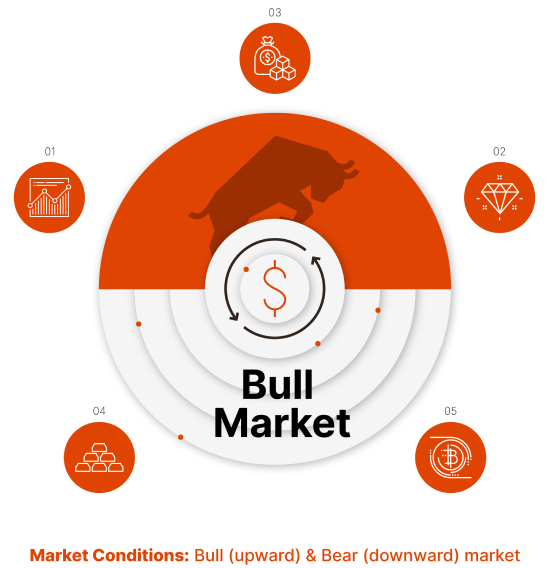 03
01
02
$
$
Bull
Market
04
05
Market Conditions: Bull (upward) & Bear (downward) market